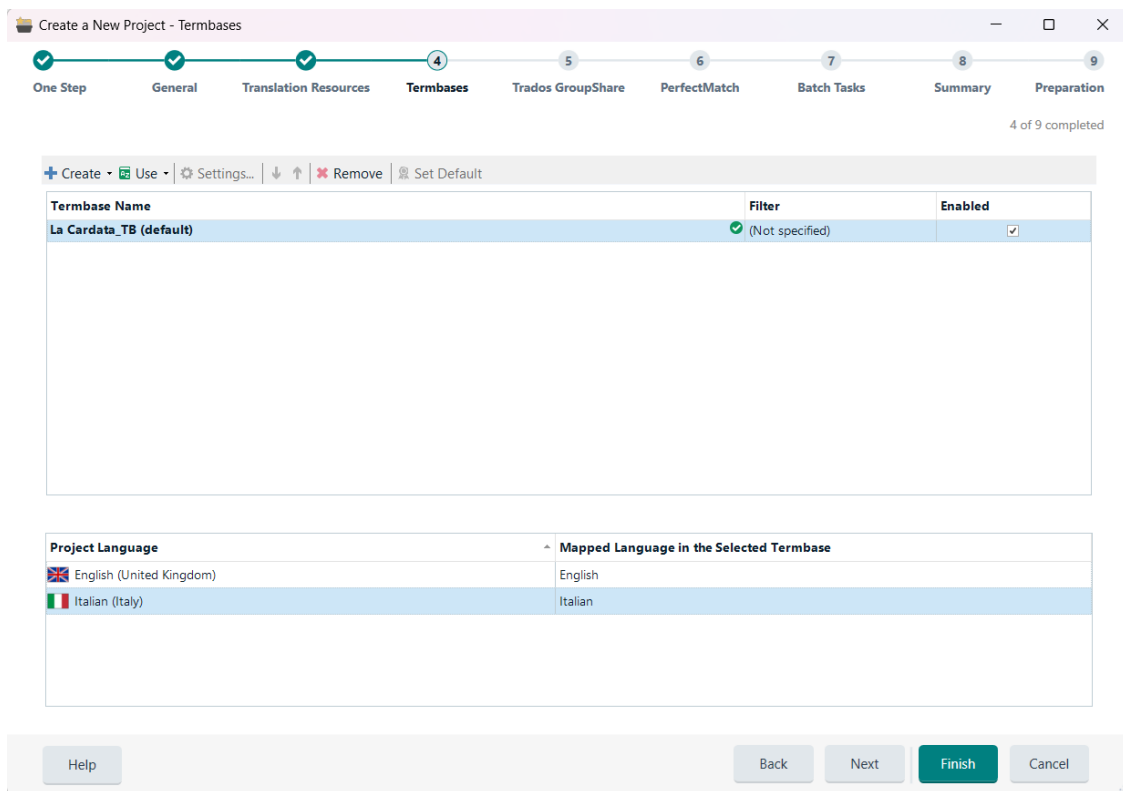 Create a New Project - Termbases
4 5 6 7 8 9
One Step General Translation Resources Termbases Trados GroupShare PerfectMatch Batch Tasks Summary Preparation
4 of 9 completed
Create Use Settings... Remove Set Default
Termbase Name Filter Enabled
La Cardata_TB (default) (Not specified)
Project Language Mapped Language in the Selected Termbase
English (United Kingdom) English
Italian (Italy) Italian
Help Back Next Finish Cancel